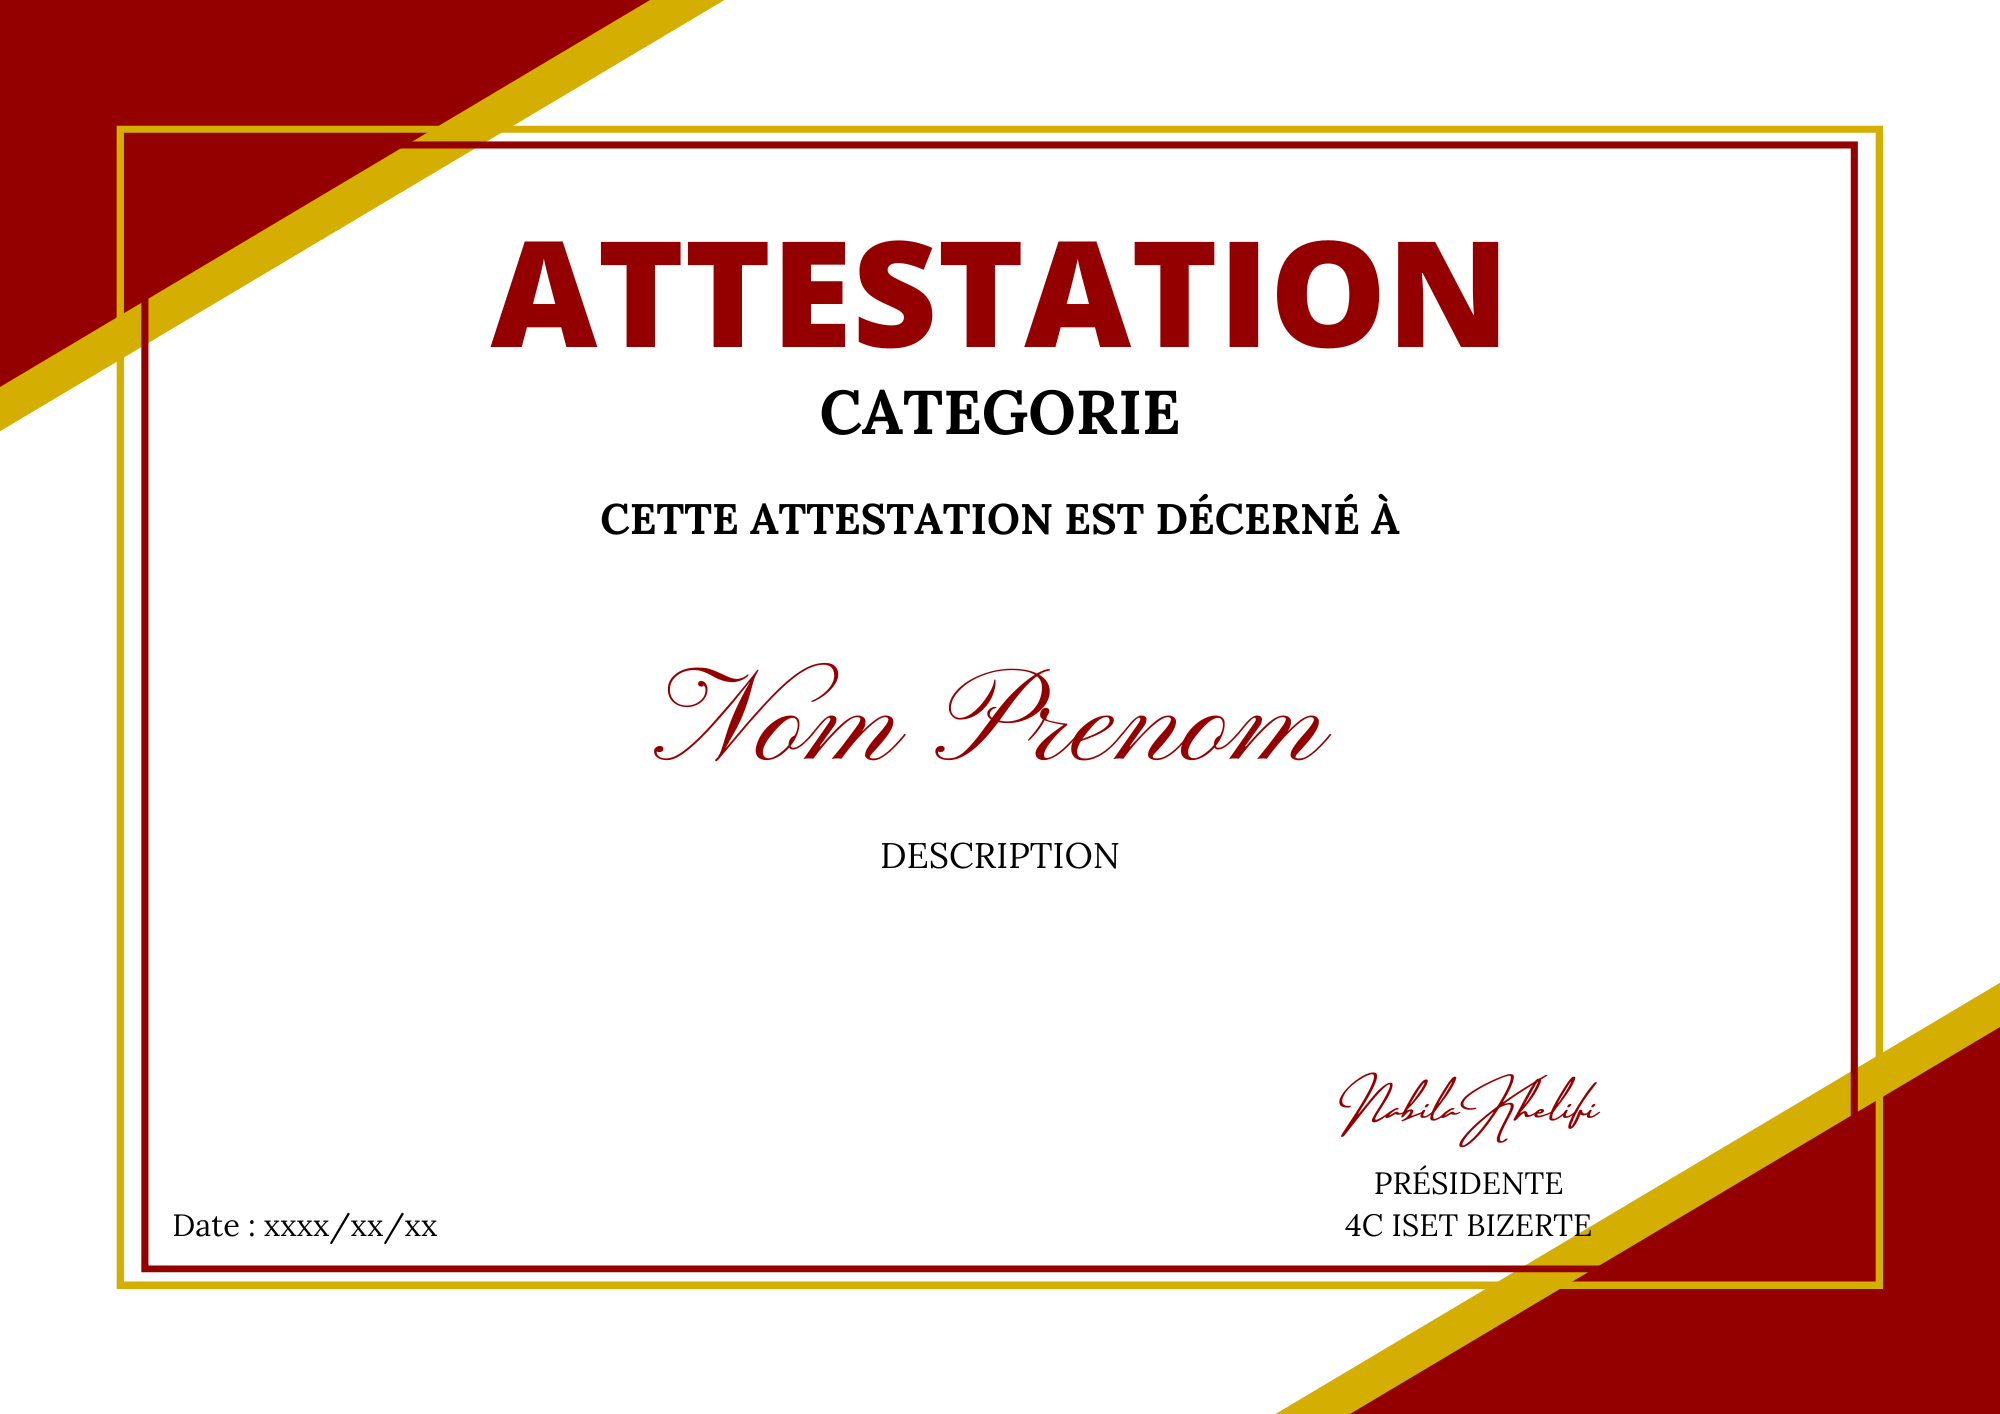 ATTESTATION
CATEGORIE
CETTE ATTESTATION EST DÉCERNÉ À
Nom Prenom
DESCRIPTION
Nabila Khelifi
PRÉSIDENTE
4C ISET BIZERTE
Date : xxxx/xx/xx